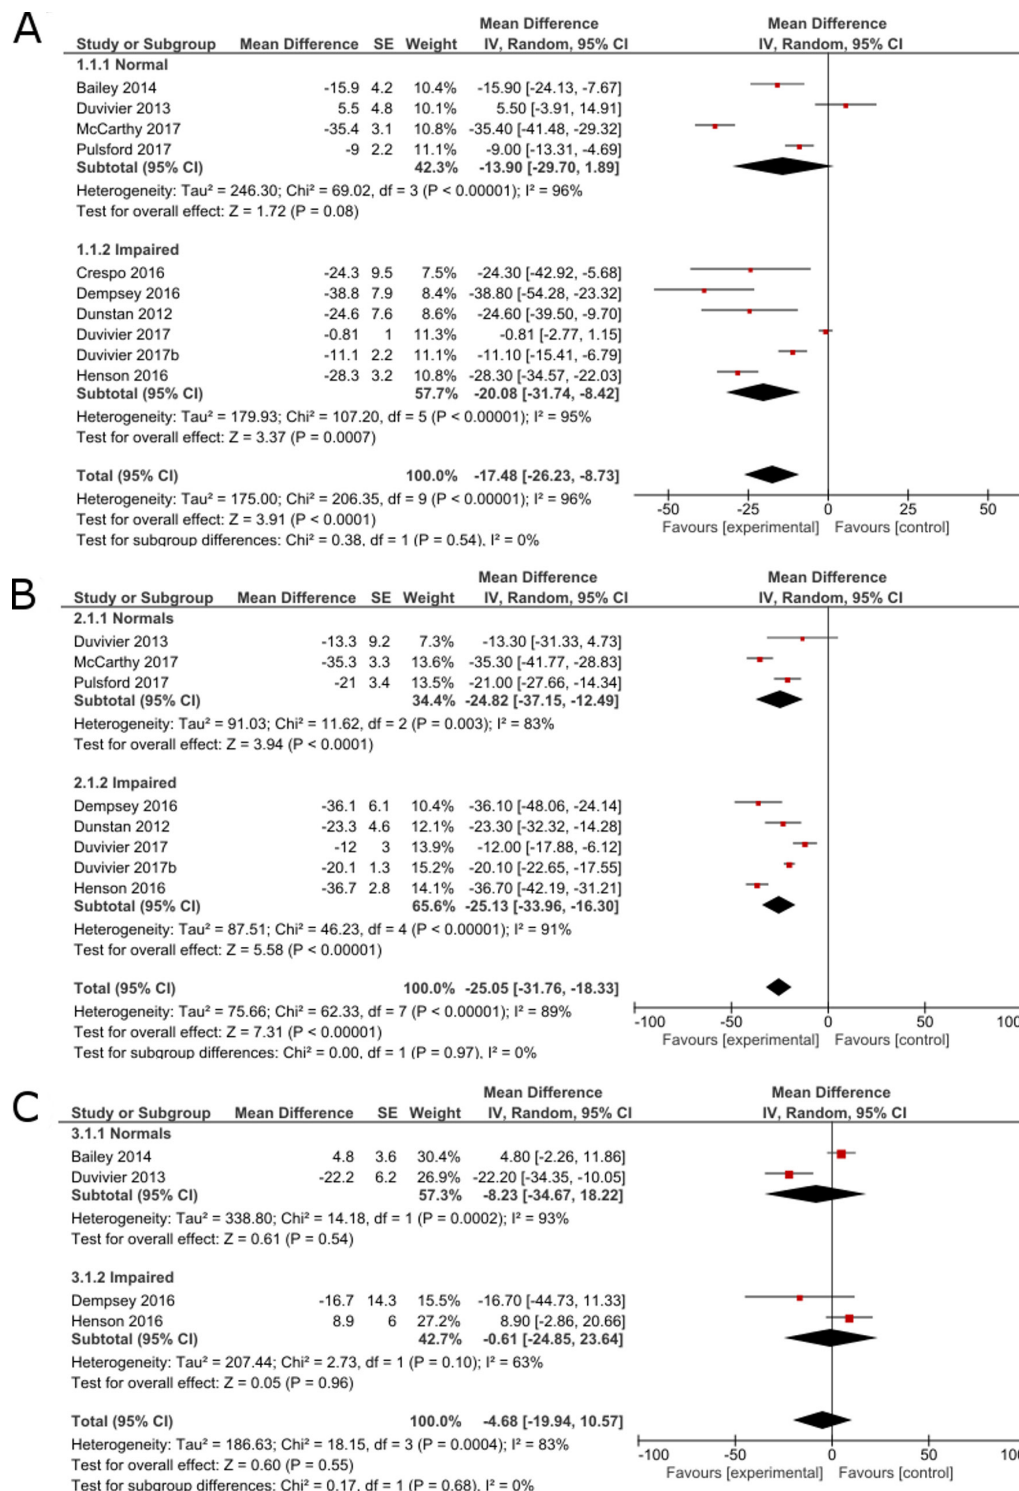 A
Mean Difference Mean Difference
Study or Subgroup Mean Difference SE Weight IV, Random, 95% CI IV, Random, 95% CI
1.1.1 Normal
Bailey 2014 -15.9 4.2 10.4% -15.90 [-24.13, -7.67]
Duvivier 2013 5.5 4.8 10.1% 5.50 [-3.91, 14.91]
McCarthy 2017 -35.4 3.1 10.8% -35.40 [-41.48, -29.32]
Pulsford 2017 -9 2.2 11.1% -9.00 [-13.31, -4.69]
Subtotal (95% CI) 42.3% -13.90 [-29.70, 1.89]
Heterogeneity: Tau² = 246.30; Chi² = 69.02, df = 3 (P < 0.00001); I² = 96%
Test for overall effect: Z = 1.72 (P = 0.08)
1.1.2 Impaired
Crespo 2016 -24.3 9.5 7.5% -24.30 [-42.92, -5.68]
Dempsey 2016 -38.8 7.9 8.4% -38.80 [-54.28, -23.32]
Dunstan 2012 -24.6 7.6 8.6% -24.60 [-39.50, -9.70]
Duvivier 2017 -0.81 1 11.3% -0.81 [-2.77, 1.15]
Duvivier 2017b -11.1 2.2 11.1% -11.10 [-15.41, -6.79]
Henson 2016 -28.3 3.2 10.8% -28.30 [-34.57, -22.03]
Subtotal (95% CI) 57.7% -20.08 [-31.74, -8.42]
Heterogeneity: Tau² = 179.93; Chi² = 107.20, df = 5 (P < 0.00001); I² = 95%
Test for overall effect: Z = 3.37 (P = 0.0007)
Total (95% CI) 100.0% -17.48 [-26.23, -8.73]
Heterogeneity: Tau² = 175.00; Chi² = 206.35, df = 9 (P < 0.00001); I² = 96%
Test for overall effect: Z = 3.91 (P < 0.0001)
Test for subgroup differences: Chi² = 0.38, df = 1 (P = 0.54), I² = 0%
-50 -25 0 25 50
Favours [experimental] Favours [control]
B
Mean Difference Mean Difference
Study or Subgroup Mean Difference SE Weight IV, Random, 95% CI IV, Random, 95% CI
2.1.1 Normals
Duvivier 2013 -13.3 9.2 7.3% -13.30 [-31.33, 4.73]
McCarthy 2017 -35.3 3.3 13.6% -35.30 [-41.77, -28.83]
Pulsford 2017 -21 3.4 13.5% -21.00 [-27.66, -14.34]
Subtotal (95% CI) 34.4% -24.82 [-37.15, -12.49]
Heterogeneity: Tau² = 91.03; Chi² = 11.62, df = 2 (P = 0.003); I² = 83%
Test for overall effect: Z = 3.94 (P < 0.0001)
2.1.2 Impaired
Dempsey 2016 -36.1 6.1 10.4% -36.10 [-48.06, -24.14]
Dunstan 2012 -23.3 4.6 12.1% -23.30 [-32.32, -14.28]
Duvivier 2017 -12 3 13.9% -12.00 [-17.88, -6.12]
Duvivier 2017b -20.1 1.3 15.2% -20.10 [-22.65, -17.55]
Henson 2016 -36.7 2.8 14.1% -36.70 [-42.19, -31.21]
Subtotal (95% CI) 65.6% -25.13 [-33.96, -16.30]
Heterogeneity: Tau² = 87.51; Chi² = 46.23, df = 4 (P < 0.00001); I² = 91%
Test for overall effect: Z = 5.58 (P < 0.00001)
Total (95% CI) 100.0% -25.05 [-31.76, -18.33]
Heterogeneity: Tau² = 75.66; Chi² = 62.33, df = 7 (P < 0.00001); I² = 89%
Test for overall effect: Z = 7.31 (P < 0.00001)
Test for subgroup differences: Chi² = 0.00, df = 1 (P = 0.97), I² = 0%
-100 -50 0 50 100
Favours [experimental] Favours [control]
C
Mean Difference Mean Difference
Study or Subgroup Mean Difference SE Weight IV, Random, 95% CI IV, Random, 95% CI
3.1.1 Normals
Bailey 2014 4.8 3.6 30.4% 4.80 [-2.26, 11.86]
Duvivier 2013 -22.2 6.2 26.9% -22.20 [-34.35, -10.05]
Subtotal (95% CI) 57.3% -8.23 [-34.67, 18.22]
Heterogeneity: Tau² = 338.80; Chi² = 14.18, df = 1 (P = 0.0002); I² = 93%
Test for overall effect: Z = 0.61 (P = 0.54)
3.1.2 Impaired
Dempsey 2016 -16.7 14.3 15.5% -16.70 [-44.73, 11.33]
Henson 2016 8.9 6 27.2% 8.90 [-2.86, 20.66]
Subtotal (95% CI) 42.7% -0.61 [-24.85, 23.64]
Heterogeneity: Tau² = 207.44; Chi² = 2.73, df = 1 (P = 0.10); I² = 63%
Test for overall effect: Z = 0.05 (P = 0.96)
Total (95% CI) 100.0% -4.68 [-19.94, 10.57]
Heterogeneity: Tau² = 186.63; Chi² = 18.15, df = 3 (P = 0.0004); I² = 83%
Test for overall effect: Z = 0.60 (P = 0.55)
Test for subgroup differences: Chi² = 0.17, df = 1 (P = 0.68), I² = 0%
-100 -50 0 50 100
Favours [experimental] Favours [control]